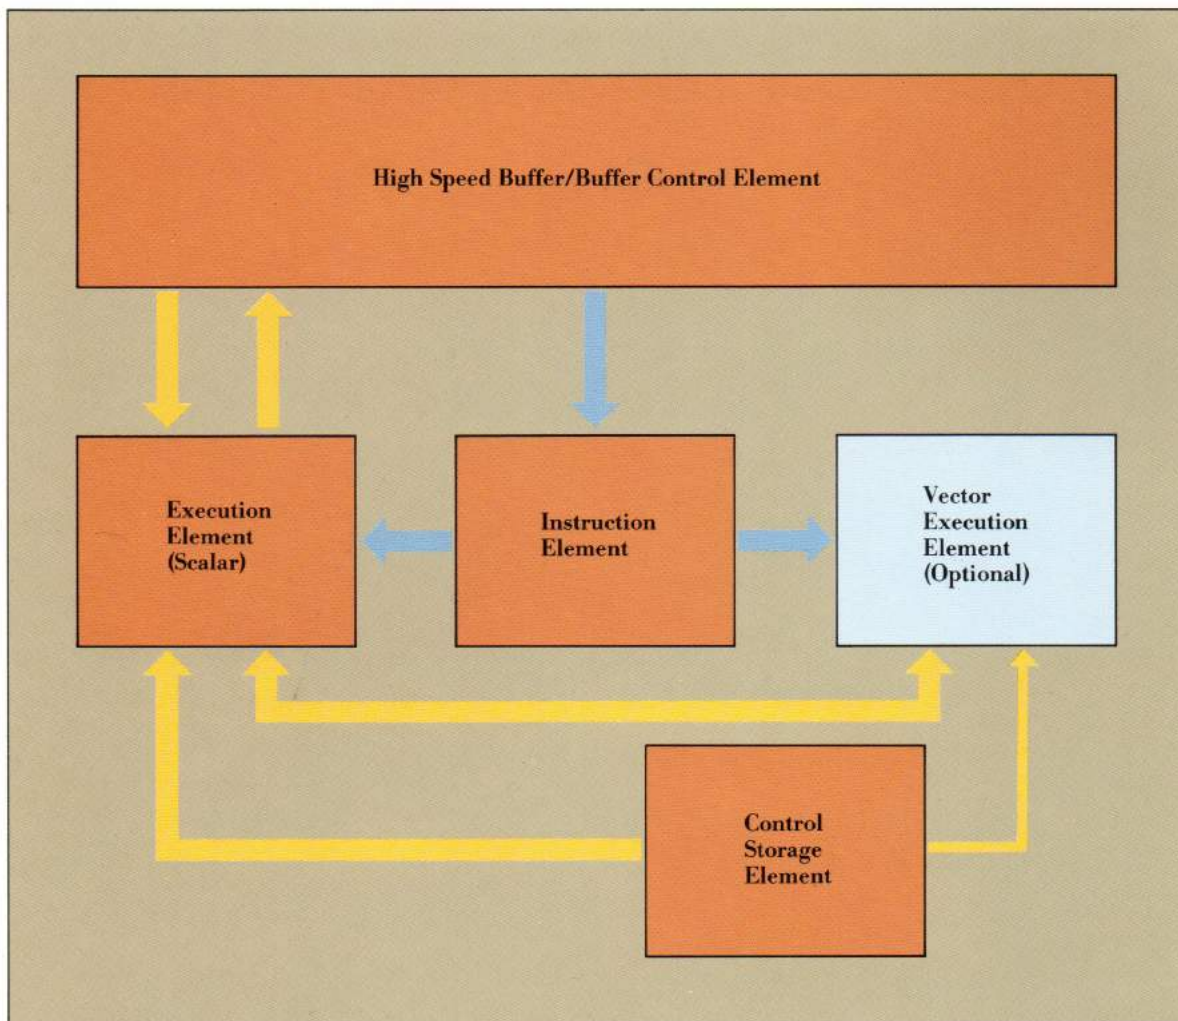 High Speed Buffer/Buffer Control Element
Execution
Element
(Scalar)
Instruction
Element
Vector
Execution
Element
(Optional)
Control
Storage
Element